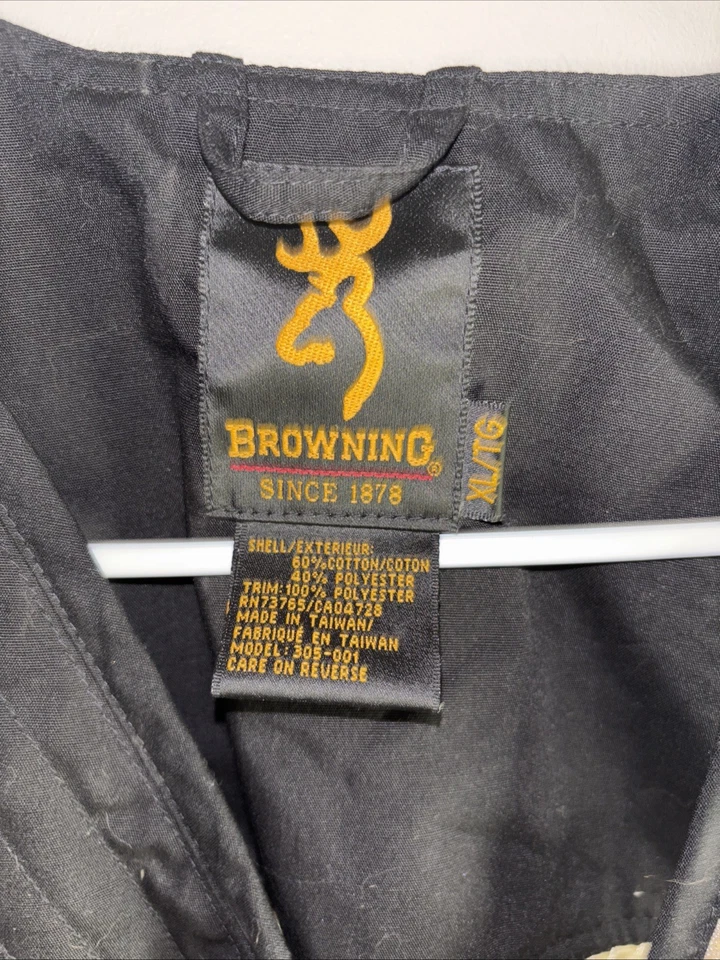 BROWNING®
SINCE 1878
XL/TG
SHELL/EXTERIEUR:
60%COTTON/COTON
40% POLYESTER
TRIM:100% POLYESTER
RN73765/CA04728
MADE IN TAIWAN/
FABRIQUÉ EN TAIWAN
MODEL: 305-001
CARE ON REVERSE